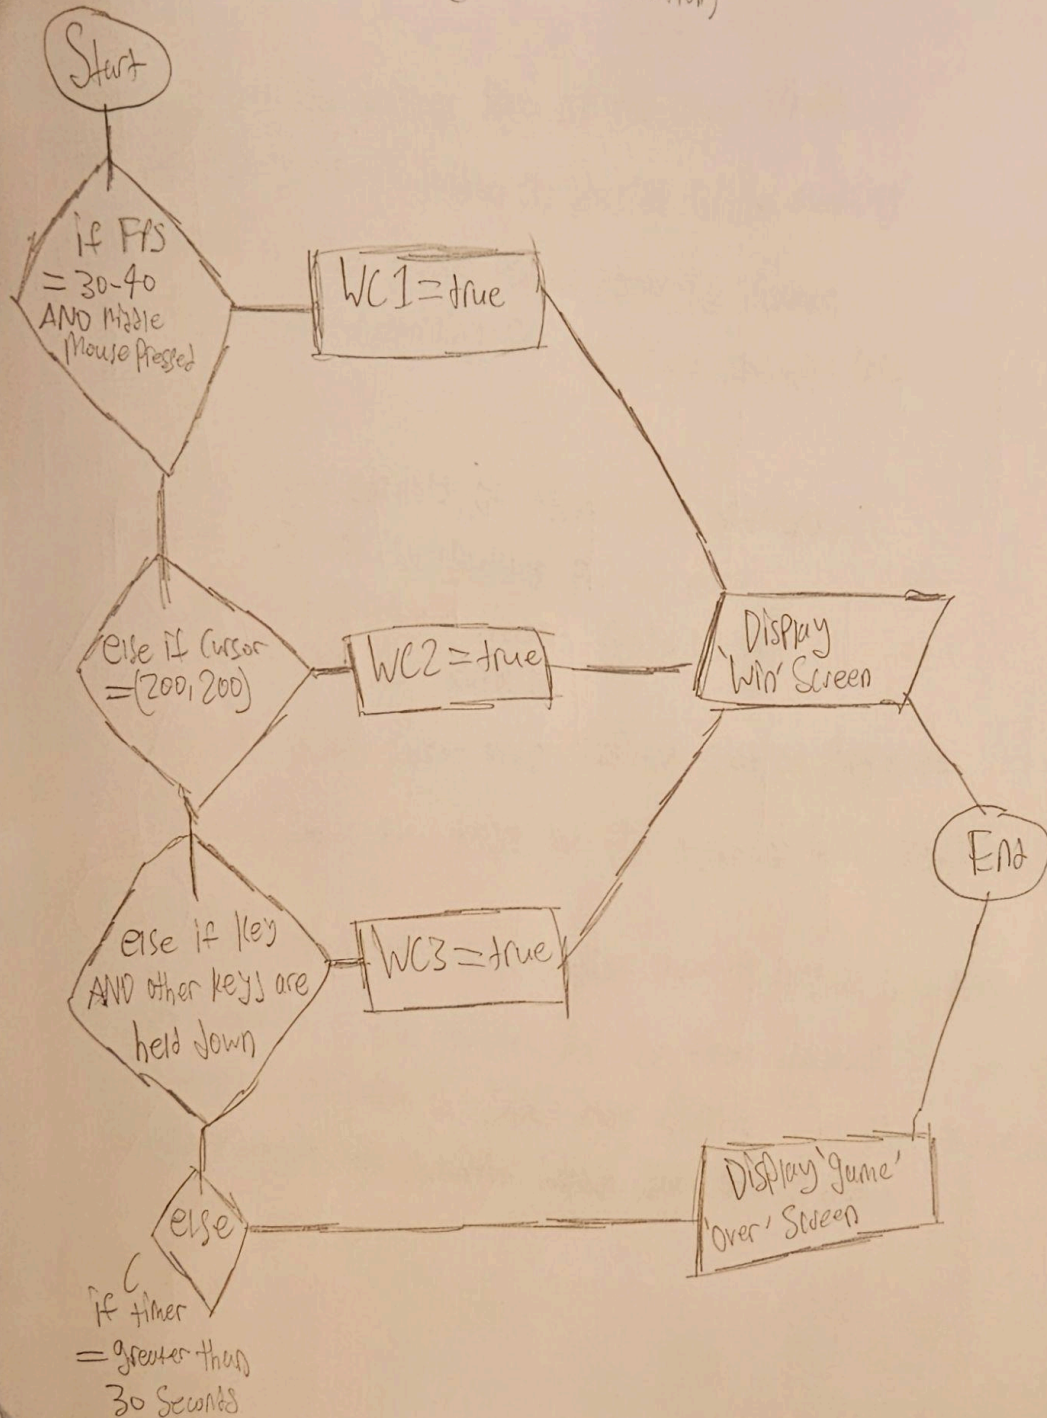 Start
if FPS
= 30-40
AND Middle
Mouse Pressed
WC1=true
else if Cursor
=(200,200)
WC2=true
Display
'Win' Screen
End
else if key
AND other keys are
held down
WC3=true
else
Display 'game'
'over' Screen
if timer
= greater than
30 Seconds